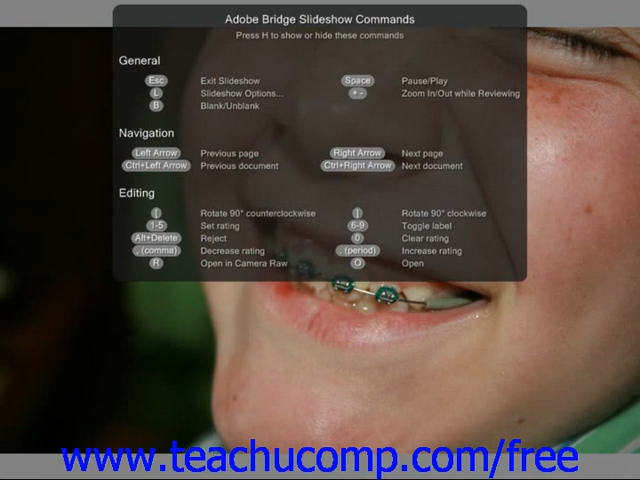 Adobe Bridge Slideshow Commands
Press H to show or hide these commands
General
Esc Exit Slideshow Space Pause/Play
L Slideshow Options... + - Zoom In/Out while Reviewing
B Blank/Unblank
Navigation
Left Arrow Previous page Right Arrow Next page
Ctrl+Left Arrow Previous document Ctrl+Right Arrow Next document
Editing
[ Rotate 90° counterclockwise ] Rotate 90° clockwise
1-5 Set rating 6-9 Toggle label
Alt+Delete Reject 0 Clear rating
, (comma) Decrease rating . (period) Increase rating
R Open in Camera Raw O Open
www.teachucomp.com/free